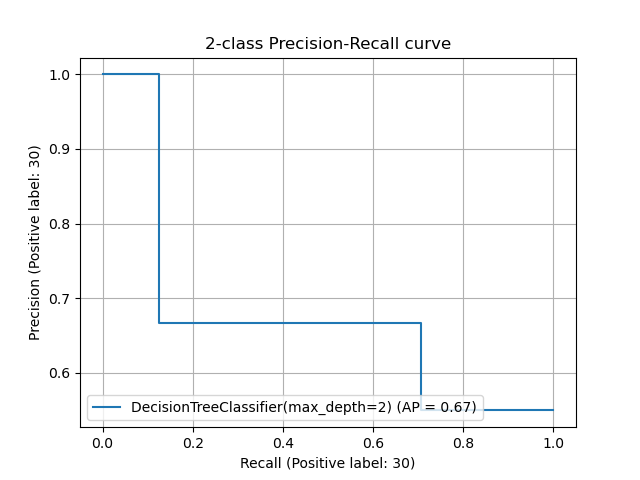 2-class Precision-Recall curve
Precision (Positive label: 30)
1.0
0.9
0.8
0.7
0.6
DecisionTreeClassifier(max_depth=2) (AP = 0.67)
0.0 0.2 0.4 0.6 0.8 1.0
Recall (Positive label: 30)